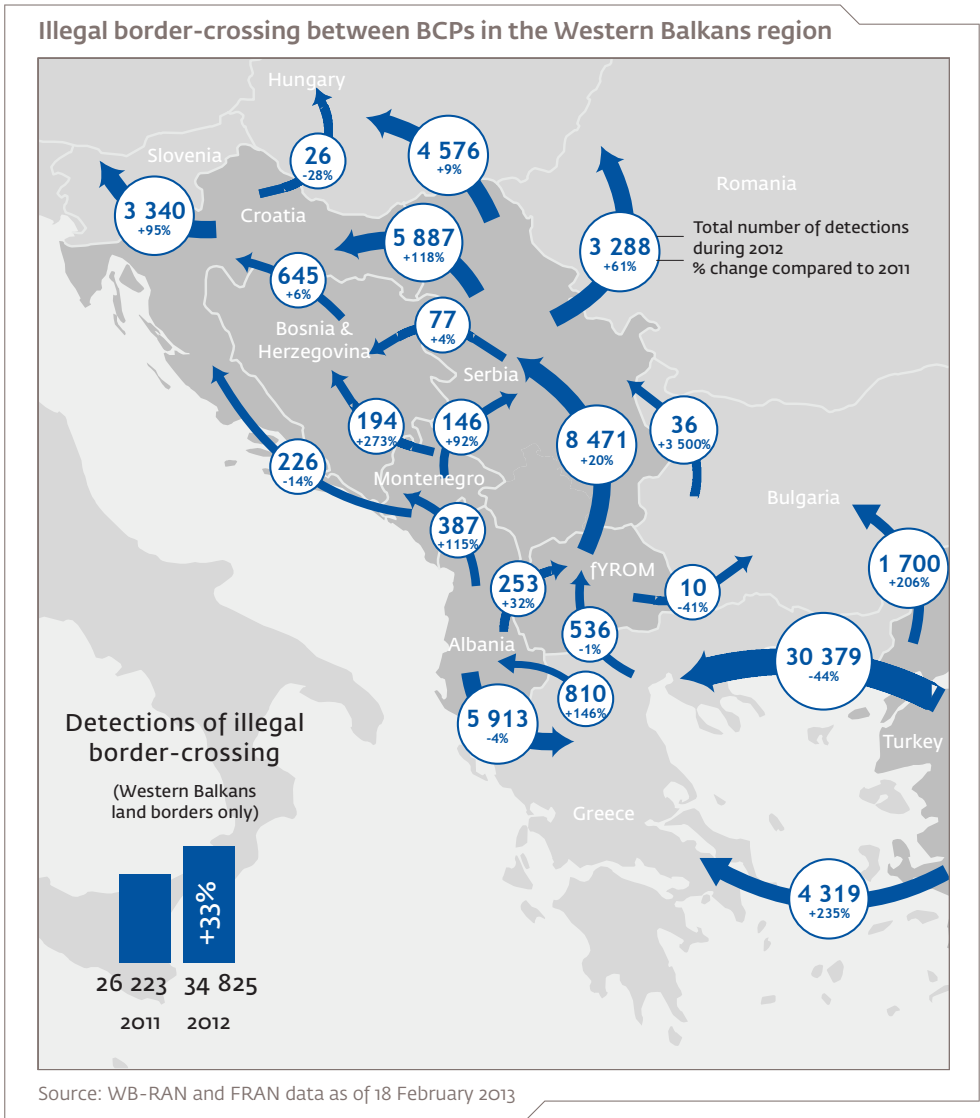 Illegal border-crossing between BCPs in the Western Balkans region
Hungary
26
-28%
4 576
+9%
Slovenia
3 340
+95%
Croatia
Romania
5 887
+118%
3 288
+61%
Total number of detections
during 2012
% change compared to 2011
645
+6%
Bosnia &
Herzegovina
77
+4%
Serbia
194
+273%
146
+92%
8 471
+20%
36
+3 500%
226
-14%
Montenegro
Bulgaria
387
+115%
253
+32%
fYROM
10
-41%
1 700
+206%
Albania
536
-1%
30 379
-44%
810
+146%
5 913
-4%
Turkey
Detections of illegal
border-crossing
(Western Balkans
land borders only)
Greece
+33%
4 319
+235%
26 223 34 825
2011 2012
Source: WB-RAN and FRAN data as of 18 February 2013